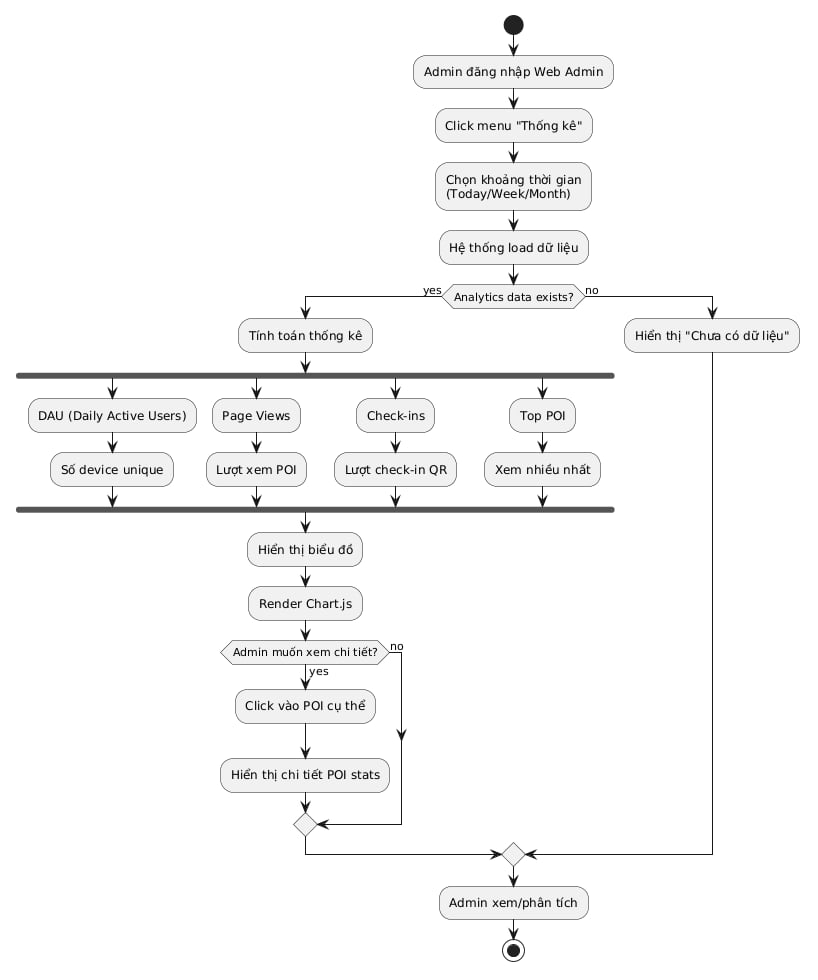 Admin đăng nhập Web Admin
Click menu "Thống kê"
Chọn khoảng thời gian
(Today/Week/Month)
Hệ thống load dữ liệu
yes
Analytics data exists?
no
Tính toán thống kê
Hiển thị "Chưa có dữ liệu"
DAU (Daily Active Users)
Page Views
Check-ins
Top POI
Số device unique
Lượt xem POI
Lượt check-in QR
Xem nhiều nhất
Hiển thị biểu đồ
Render Chart.js
Admin muốn xem chi tiết?
no
yes
Click vào POI cụ thể
Hiển thị chi tiết POI stats
Admin xem/phân tích